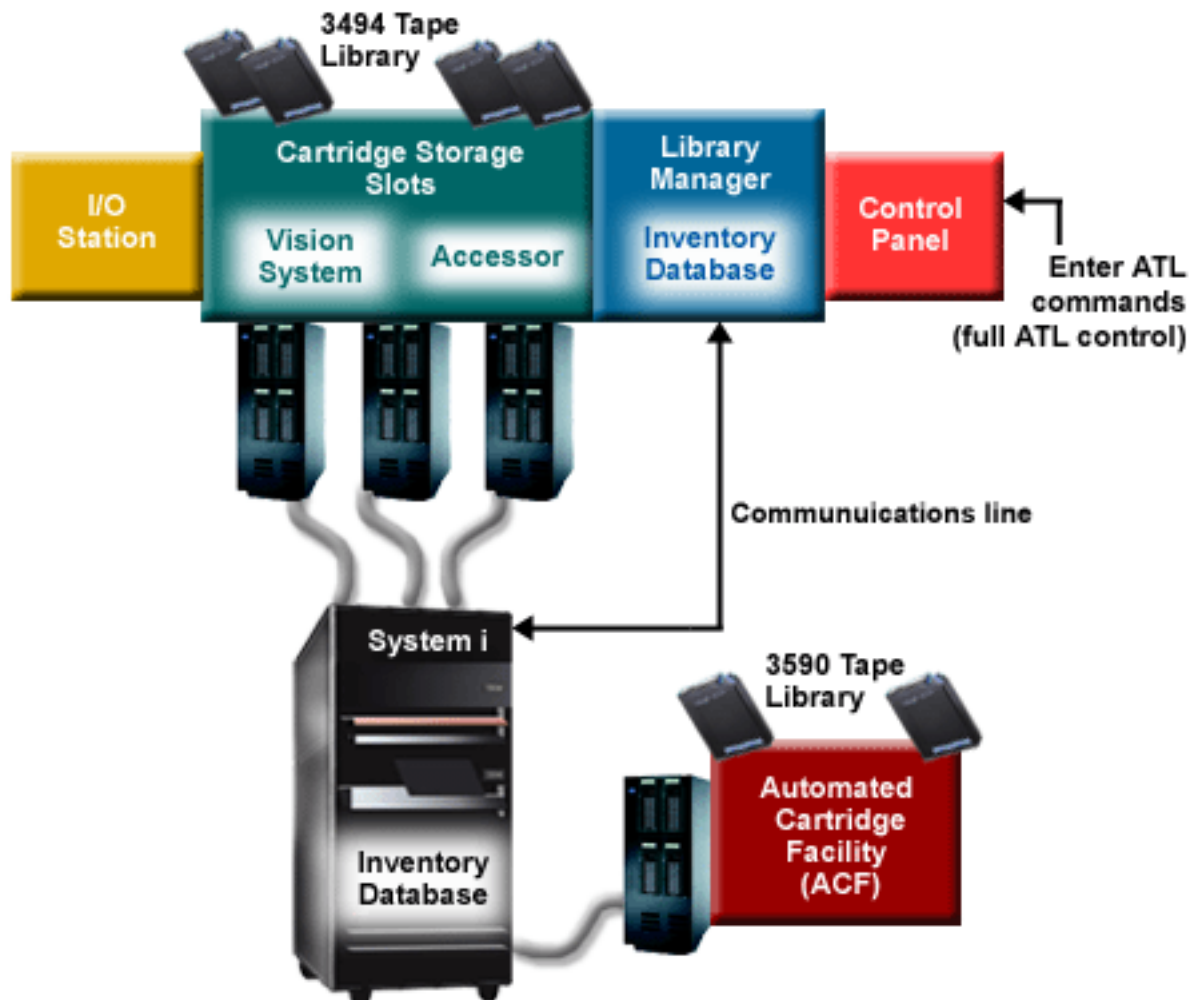 3494 Tape
Library
Cartridge Storage
Slots
Library
Manager
I/O
Station
Control
Panel
Vision
System
Accessor
Inventory
Database
Enter ATL
commands
(full ATL control)
Communuications line
System i
3590 Tape
Library
Automated
Cartridge
Facility
(ACF)
Inventory
Database